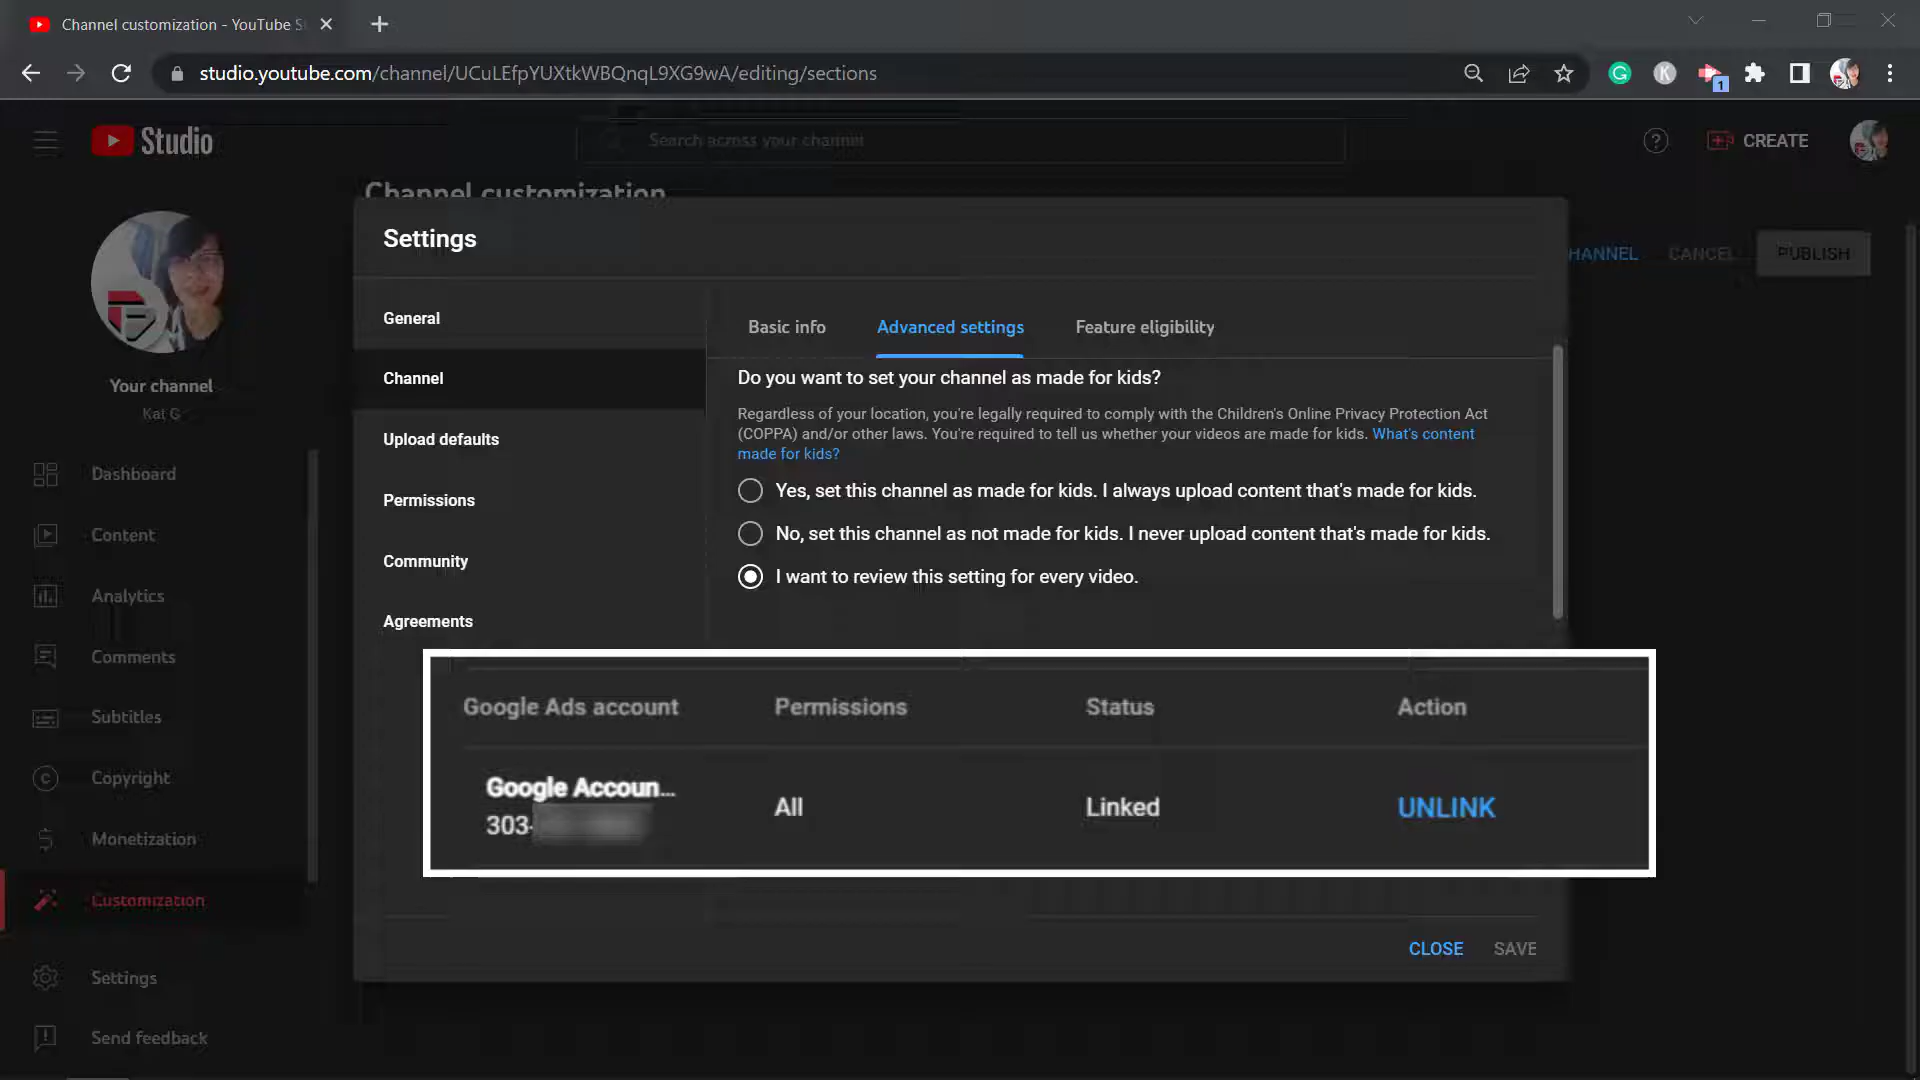 Channel customization - YouTube S
studio.youtube.com/channel/UCuLEfpYUXtkWBQnqL9XG9wA/editing/sections
1
Studio
Search across your channel
CREATE
Channel customization
HANNEL
CANCEL
PUBLISH
Your channel
Kat G
Dashboard
Content
Analytics
Comments
Subtitles
Copyright
Monetization
Customization
Settings
Send feedback
Settings
General
Channel
Upload defaults
Permissions
Community
Agreements
Basic info
Advanced settings
Feature eligibility
Do you want to set your channel as made for kids?
Regardless of your location, you're legally required to comply with the Children's Online Privacy Protection Act
(COPPA) and/or other laws. You're required to tell us whether your videos are made for kids. What's content
made for kids?
Yes, set this channel as made for kids. I always upload content that's made for kids.
No, set this channel as not made for kids. I never upload content that's made for kids.
I want to review this setting for every video.
Google Ads account
Permissions
Status
Action
Google Accoun...
303-
All
Linked
UNLINK
CLOSE
SAVE